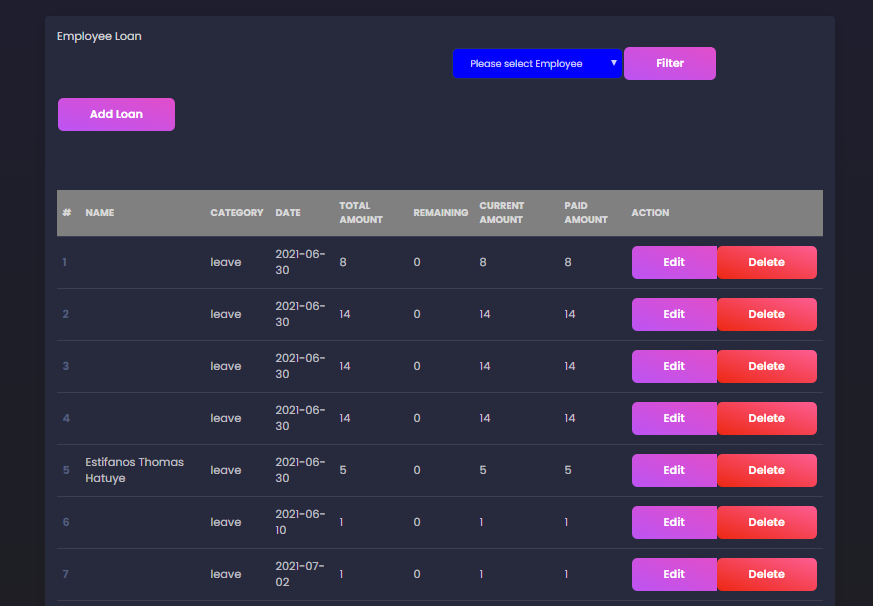 Employee Loan
Please select Employee
Filter
Add Loan
# NAME CATEGORY DATE TOTAL AMOUNT REMAINING CURRENT AMOUNT PAID AMOUNT ACTION
1 leave 2021-06-30 8 0 8 8 Edit Delete
2 leave 2021-06-30 14 0 14 14 Edit Delete
3 leave 2021-06-30 14 0 14 14 Edit Delete
4 leave 2021-06-30 14 0 14 14 Edit Delete
5 Estifanos Thomas Hatuye leave 2021-06-30 5 0 5 5 Edit Delete
6 leave 2021-06-10 1 0 1 1 Edit Delete
7 leave 2021-07-02 1 0 1 1 Edit Delete